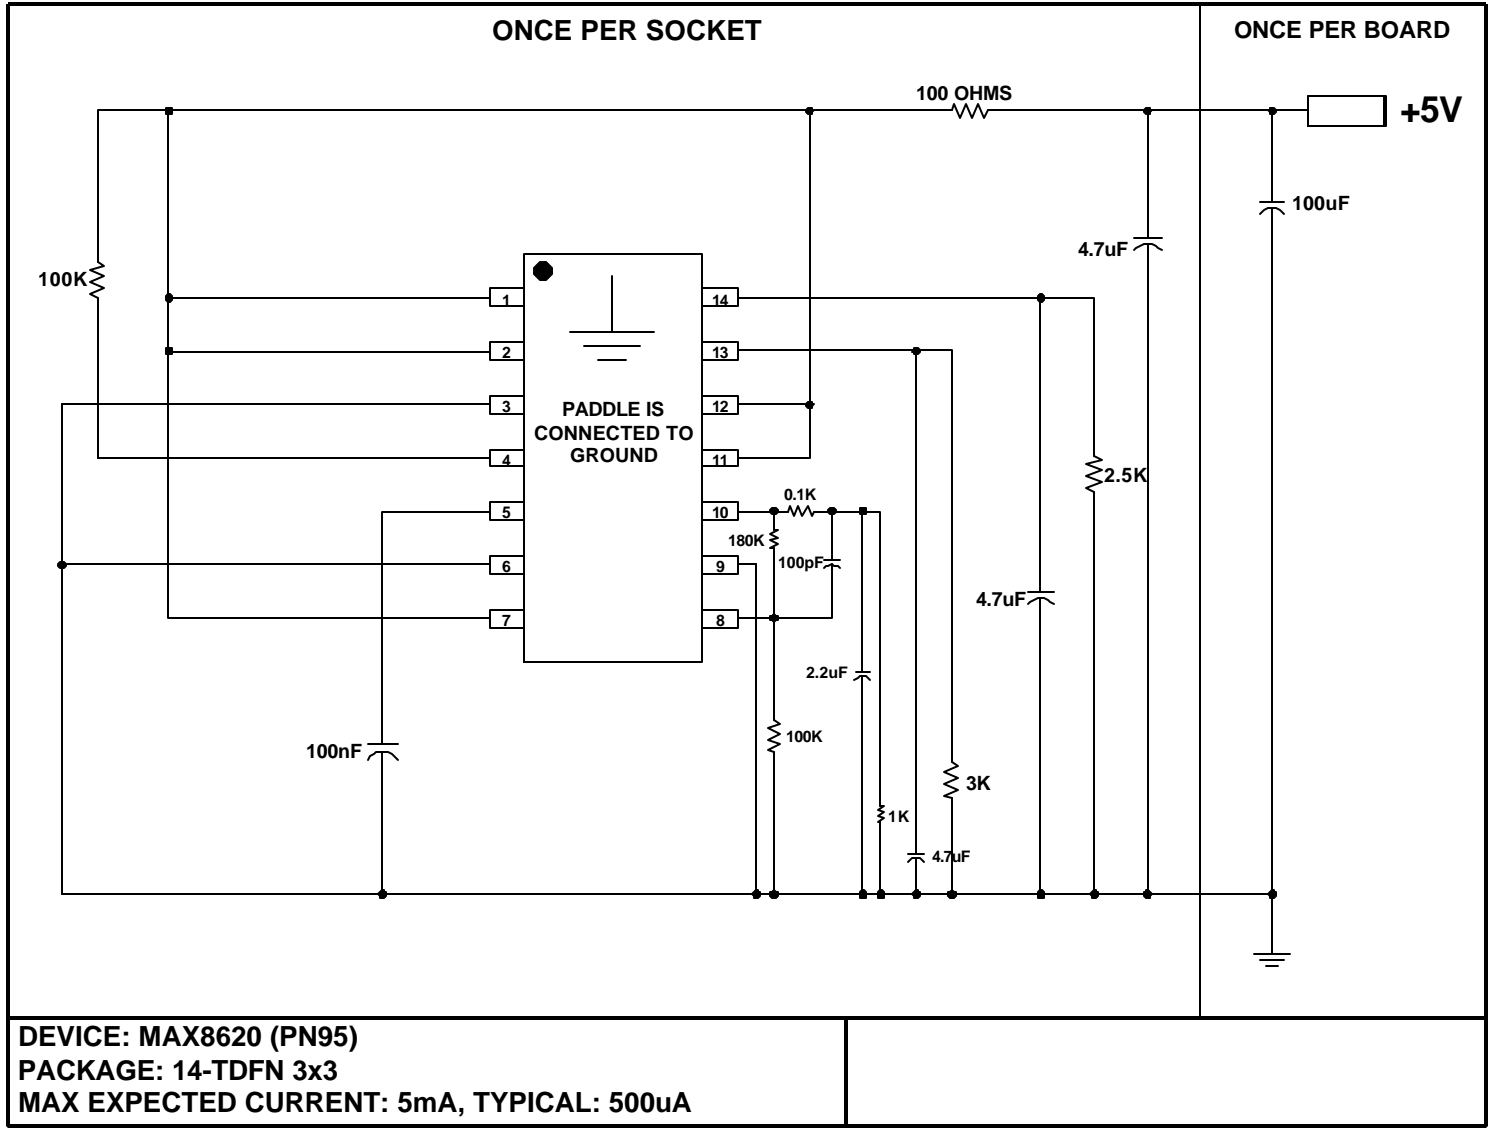 ONCE PER SOCKET
ONCE PER BOARD
100 OHMS
+5V
100uF
4.7uF
100K
1
14
2
13
3
12
PADDLE IS
CONNECTED TO
GROUND
4
11
2.5K
0.1K
5
10
180K
100pF
6
9
4.7uF
7
8
2.2uF
100K
100nF
3K
1K
4.7uF
DEVICE: MAX8620 (PN95)
PACKAGE: 14-TDFN 3x3
MAX EXPECTED CURRENT: 5mA, TYPICAL: 500uA